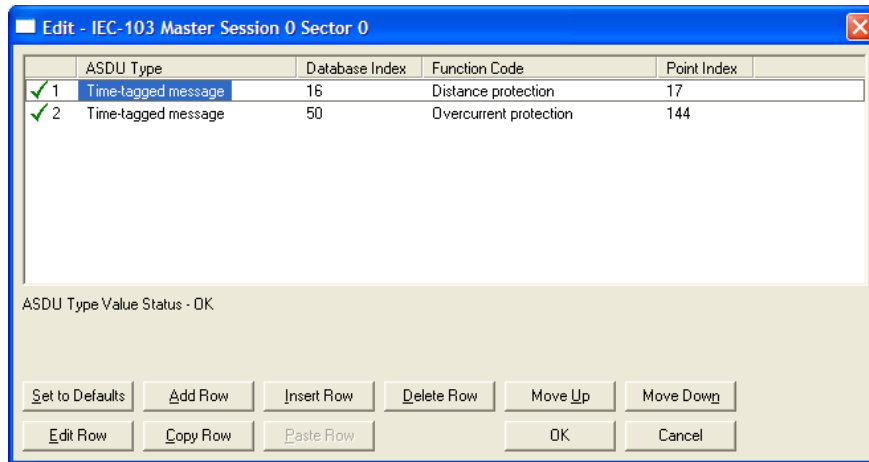 Edit - IEC-103 Master Session 0 Sector 0
ASDU Type Database Index Function Code Point Index
1 Time-tagged message 16 Distance protection 17
2 Time-tagged message 50 Overcurrent protection 144
ASDU Type Value Status - OK
Set to Defaults Add Row Insert Row Delete Row Move Up Move Down
Edit Row Copy Row Paste Row OK Cancel